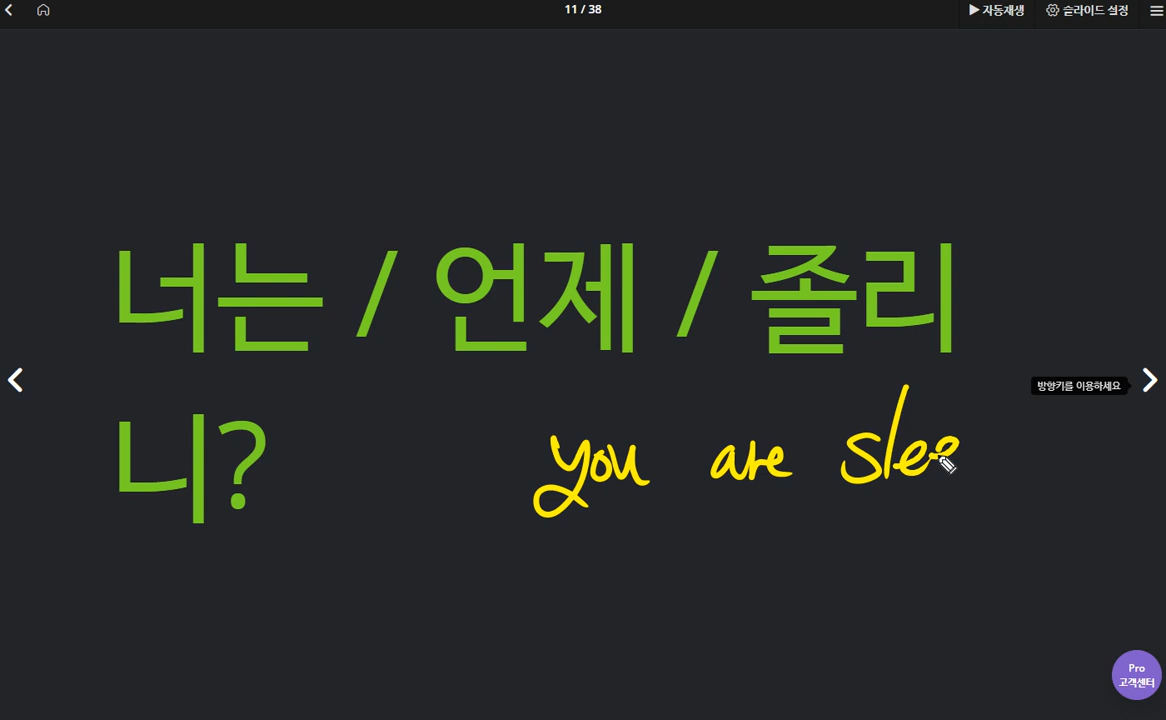 11 / 38
▶ 자동재생
슬라이드 설정
너는 / 언제 / 졸리
니?
방향키를 이용하세요
you are slee
Pro
고객센터